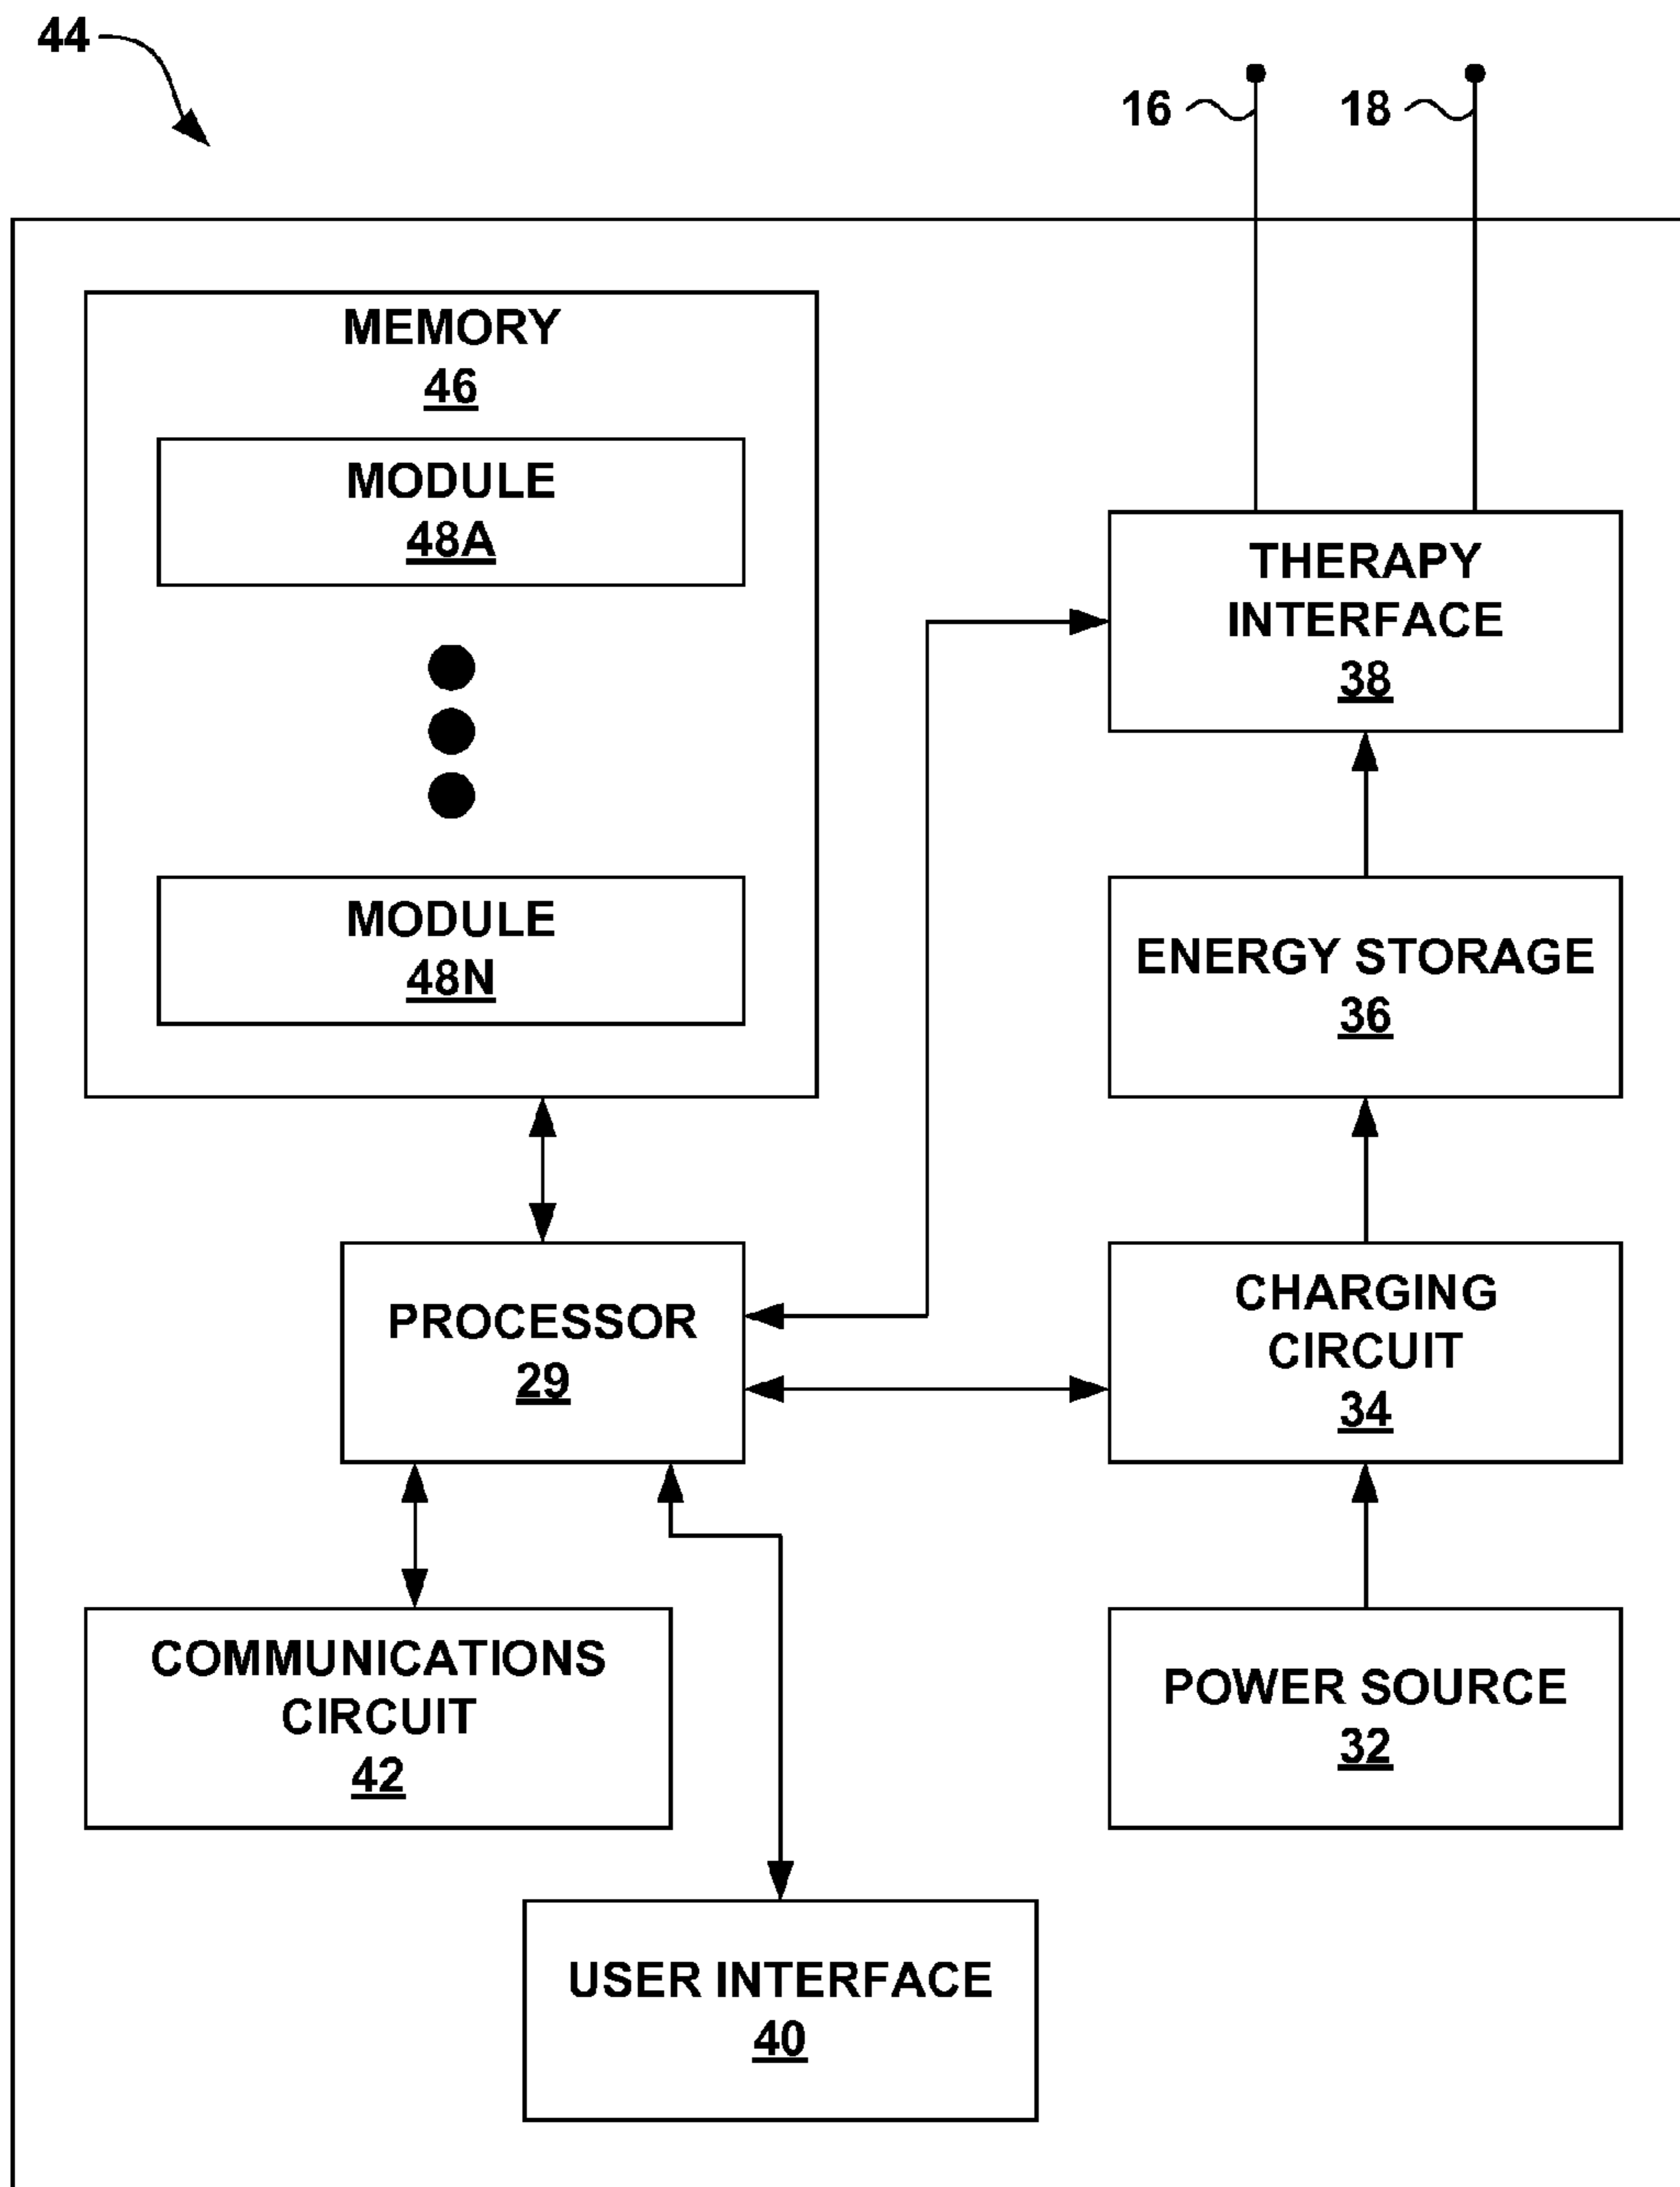 44
16
18
MEMORY
46
MODULE
48A
MODULE
48N
THERAPY
INTERFACE
38
ENERGY STORAGE
36
PROCESSOR
29
CHARGING
CIRCUIT
34
COMMUNICATIONS
CIRCUIT
42
POWER SOURCE
32
USER INTERFACE
40